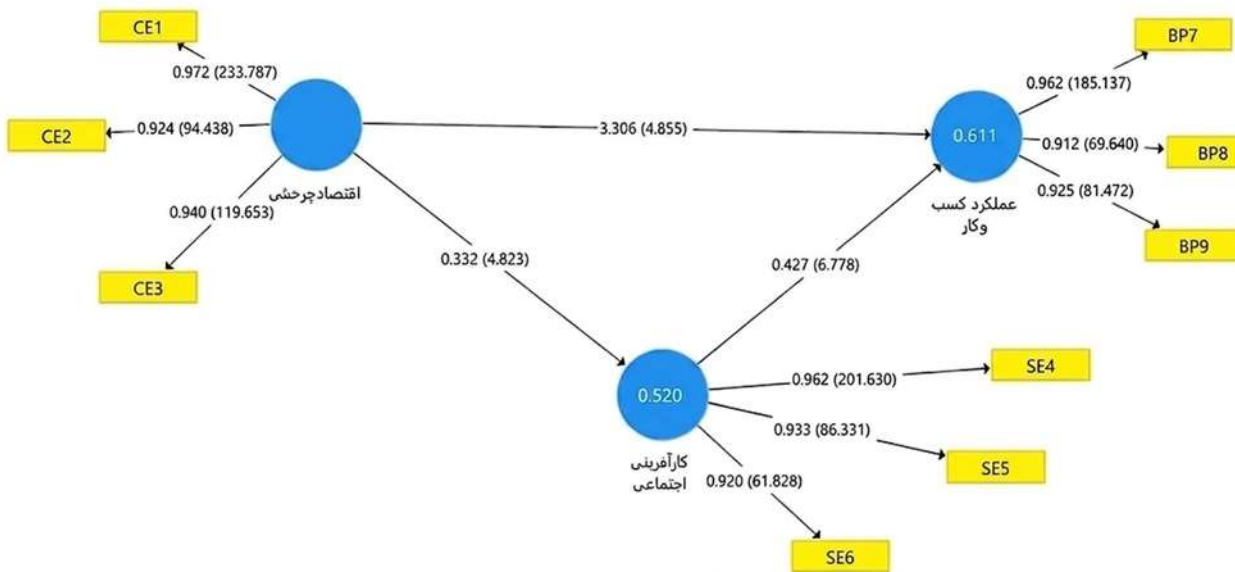 CE1
BP7
0.972 (233.787)
0.962 (185.137)
CE2
0.924 (94.438)
3.306 (4.855)
0.611
0.912 (69.640)
BP8
اقتصادچرخشی
0.925 (81.472)
عملکرد کسب
وکار
0.940 (119.653)
BP9
0.332 (4.823)
0.427 (6.778)
CE3
SE4
0.962 (201.630)
0.520
0.933 (86.331)
SE5
کارآفرینی
اجتماعی
0.920 (61.828)
SE6